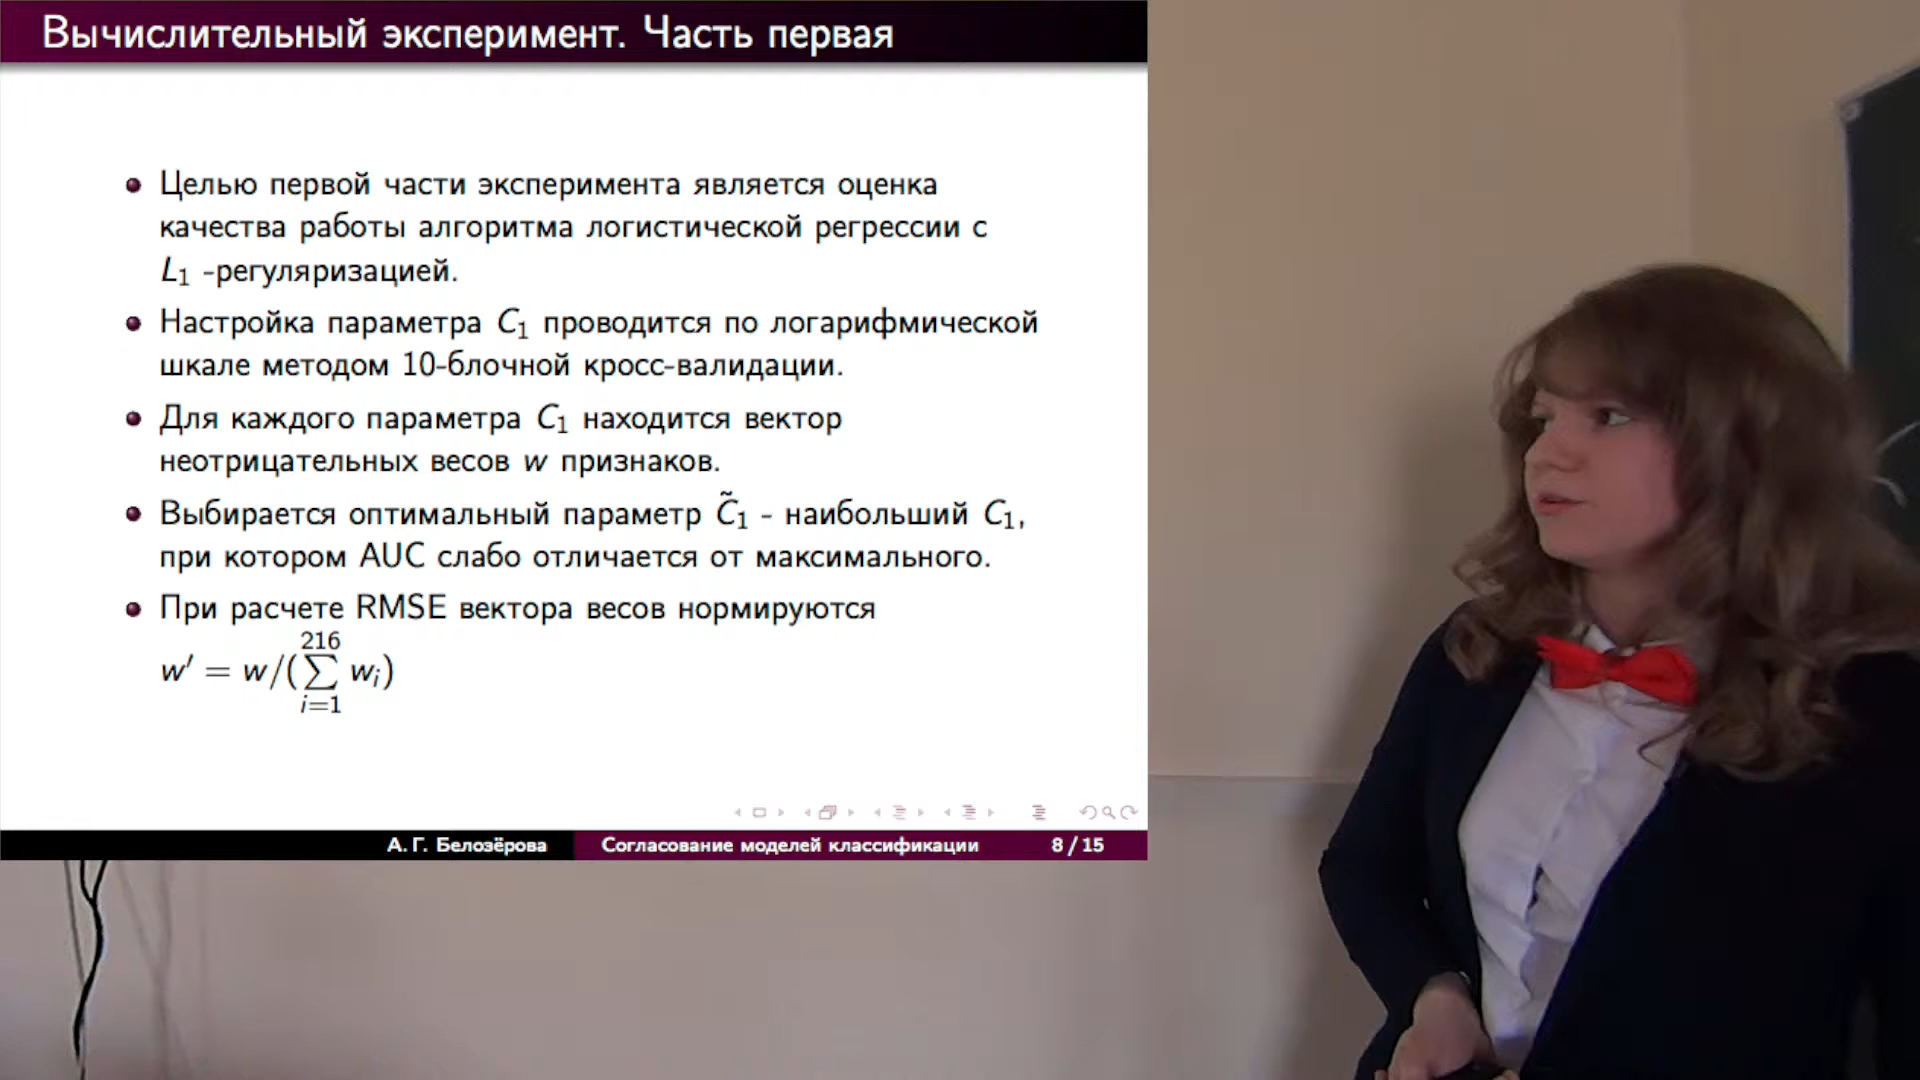 Вычислительный эксперимент. Часть первая
Целью первой части эксперимента является оценка
качества работы алгоритма логистической регрессии с
L₁ -регуляризацией.
Настройка параметра C₁ проводится по логарифмической
шкале методом 10-блочной кросс-валидации.
Для каждого параметра C₁ находится вектор
неотрицательных весов w признаков.
Выбирается оптимальный параметр C̃₁ - наибольший C₁,
при котором AUC слабо отличается от максимального.
При расчете RMSE вектора весов нормируются
216
w′ = w/(∑ wᵢ)
i=1
А. Г. Белозёрова Согласование моделей классификации 8 / 15